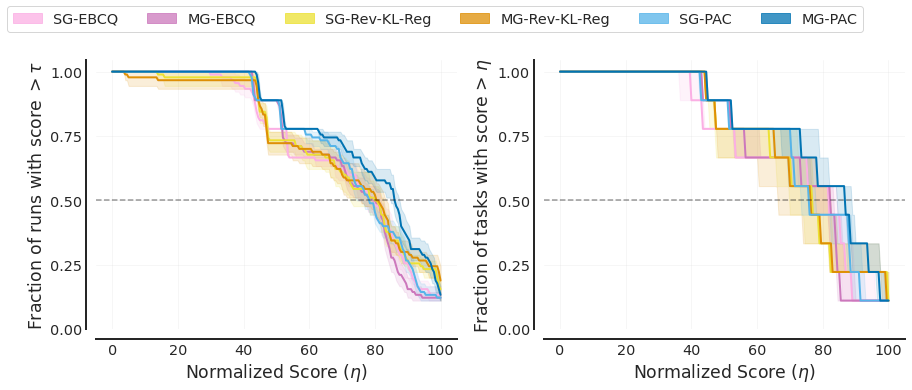 SG-EBCQ MG-EBCQ SG-Rev-KL-Reg MG-Rev-KL-Reg SG-PAC MG-PAC
Fraction of runs with score > τ
1.00
0.75
0.50
0.25
0.00
0 20 40 60 80 100
Normalized Score (η)
Fraction of tasks with score > η
1.00
0.75
0.50
0.25
0.00
0 20 40 60 80 100
Normalized Score (η)